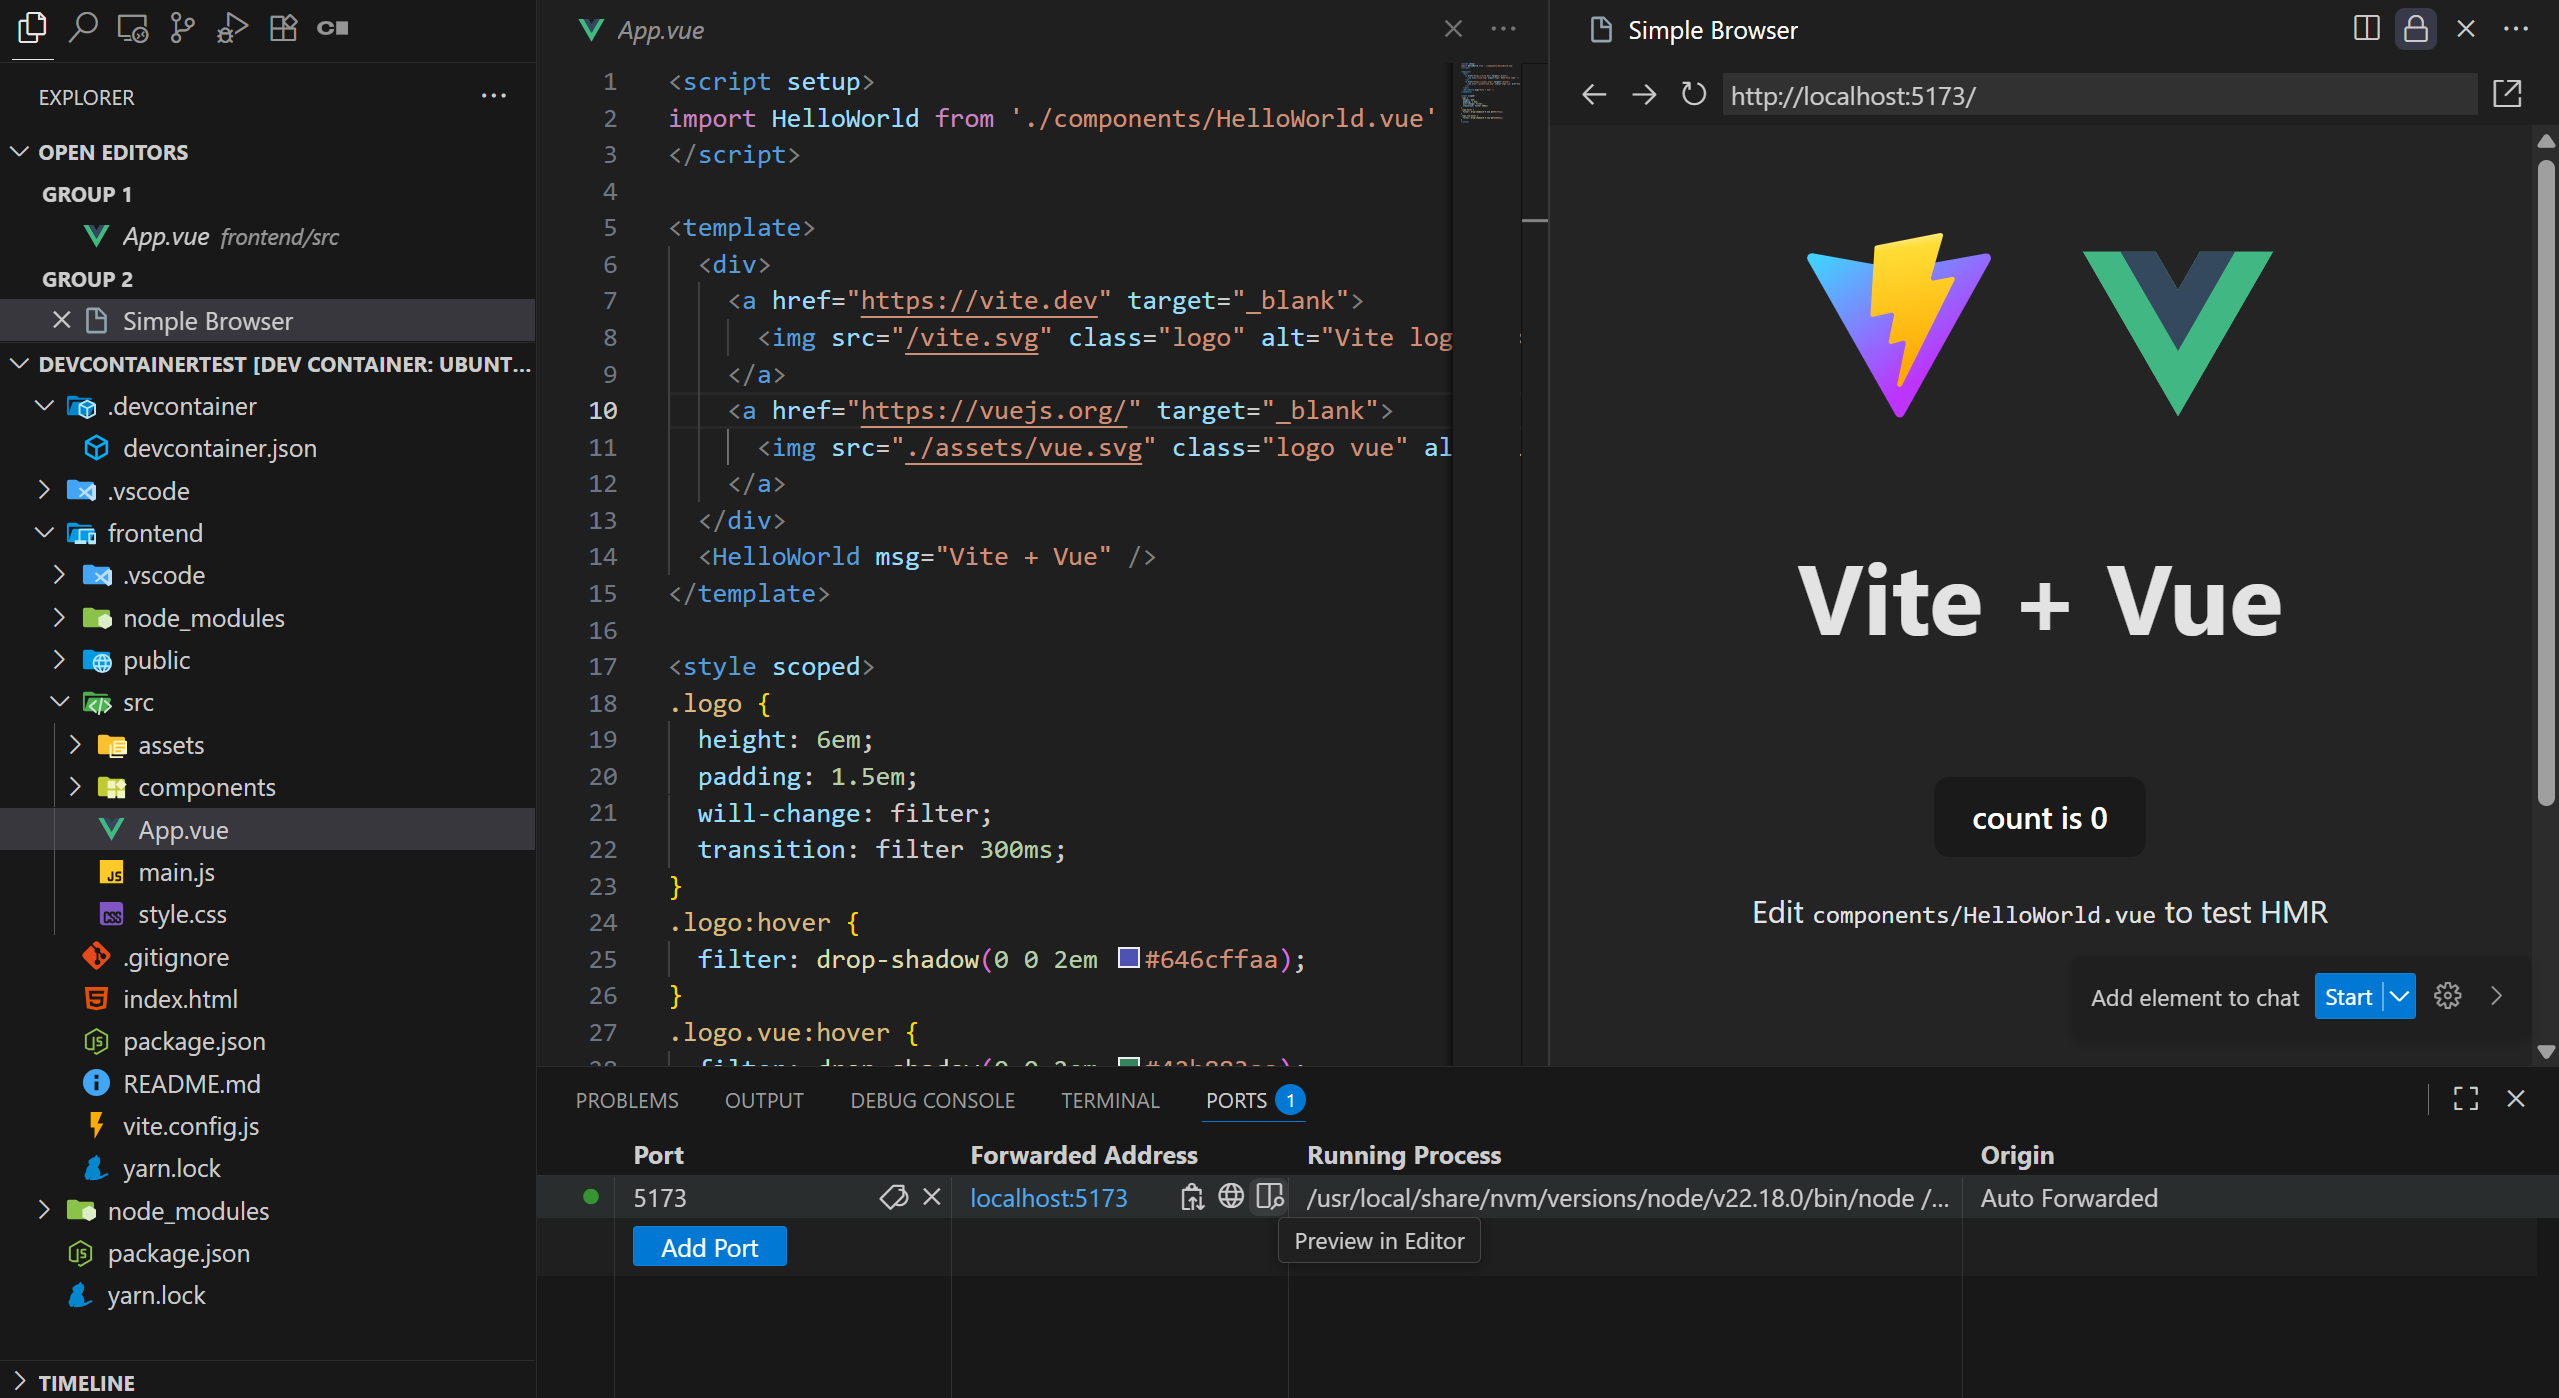 EXPLORER
OPEN EDITORS
GROUP 1
App.vue frontend/src
GROUP 2
Simple Browser
DEVCONTAINERTEST [DEV CONTAINER: UBUNT...
.devcontainer
devcontainer.json
.vscode
frontend
.vscode
node_modules
public
src
assets
components
App.vue
main.js
style.css
.gitignore
index.html
package.json
README.md
vite.config.js
yarn.lock
node_modules
package.json
yarn.lock
TIMELINE
App.vue
1 <script setup>
2 import HelloWorld from './components/HelloWorld.vue'
3 </script>
4
5 <template>
6 <div>
7 <a href="https://vite.dev" target="_blank">
8 <img src="/vite.svg" class="logo" alt="Vite log
9 </a>
10 <a href="https://vuejs.org/" target="_blank">
11 <img src="./assets/vue.svg" class="logo vue" al
12 </a>
13 </div>
14 <HelloWorld msg="Vite + Vue" />
15 </template>
16
17 <style scoped>
18 .logo {
19 height: 6em;
20 padding: 1.5em;
21 will-change: filter;
22 transition: filter 300ms;
23 }
24 .logo:hover {
25 filter: drop-shadow(0 0 2em #646cffaa);
26 }
27 .logo.vue:hover {
28 filter: drop-shadow(0 0 2em #42b883aa);
Simple Browser
http://localhost:5173/
Vite + Vue
count is 0
Edit components/HelloWorld.vue to test HMR
Add element to chat Start
PROBLEMS OUTPUT DEBUG CONSOLE TERMINAL PORTS 1
Port Forwarded Address Running Process Origin
5173 localhost:5173 /usr/local/share/nvm/versions/node/v22.18.0/bin/node /... Auto Forwarded
Add Port
Preview in Editor